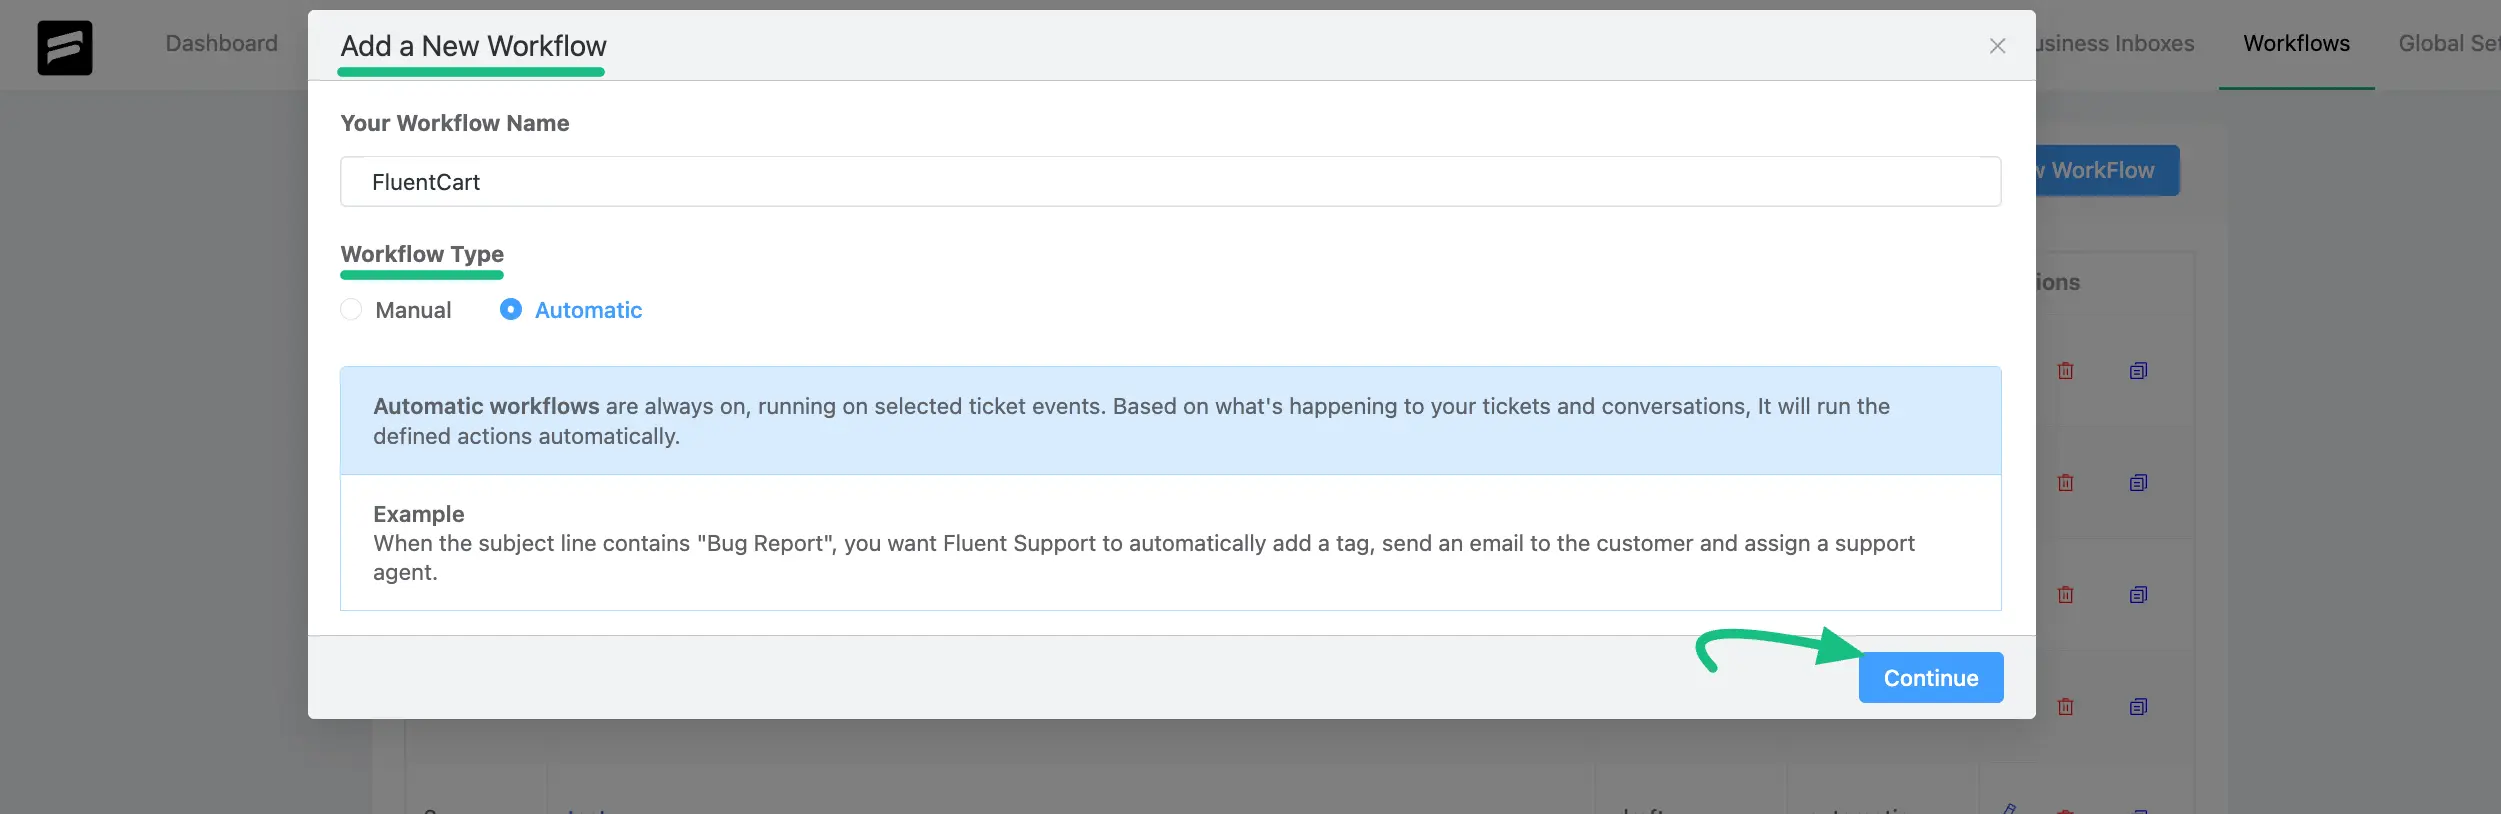 Dashboard
Add a New Workflow
Business Inboxes
Workflows
Global
Your Workflow Name
FluentCart
WorkFlow
Workflow Type
Manual
Automatic
Automatic workflows are always on, running on selected ticket events. Based on what's happening to your tickets and conversations, It will run the
defined actions automatically.
Example
When the subject line contains "Bug Report", you want Fluent Support to automatically add a tag, send an email to the customer and assign a support
agent.
Continue